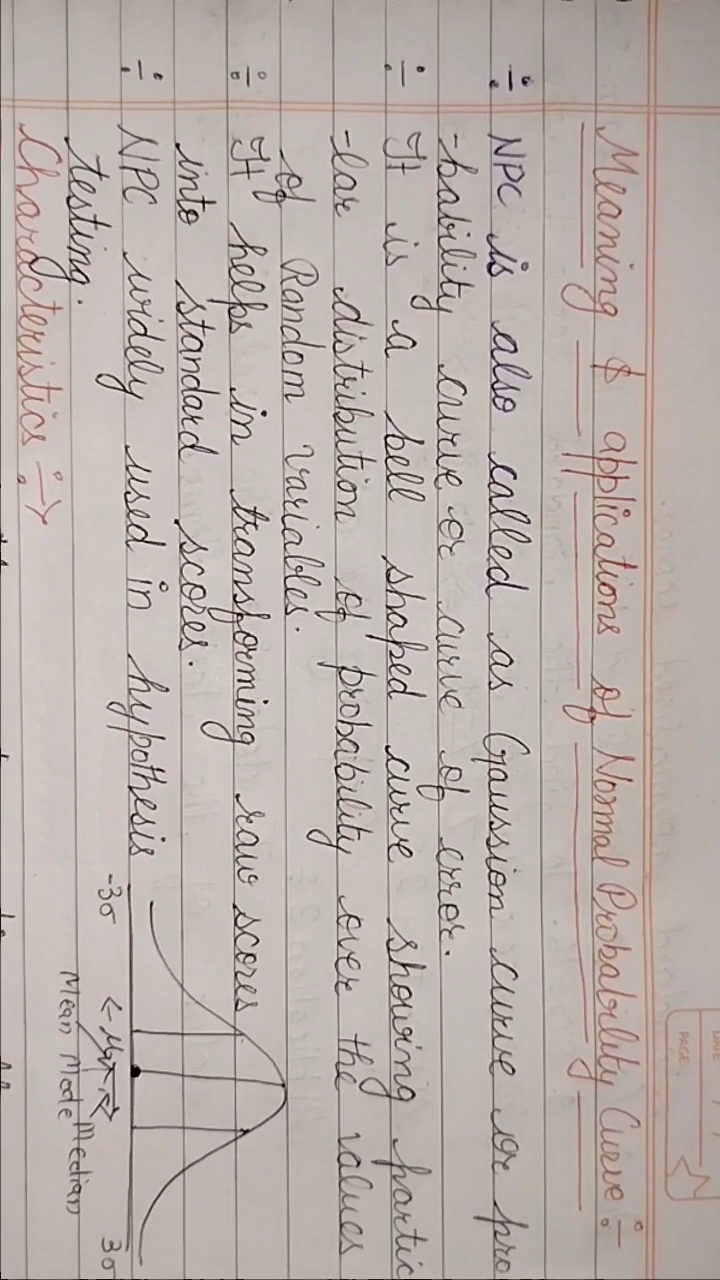 DATE
PAGE
Meaning & applications of Normal Probability Curve :-
NPC is also called as Gaussion curve or pro
-bability curve or curve of error.
It is a bell shaped curve showing partic
-lar distribution of probability over the values
of Random variables.
It helps in transforming raw scores
into standard scores.
NPC widely used in hypothesis
testing.
-3σ
3σ
Mean Mode Median
Characteristics :→